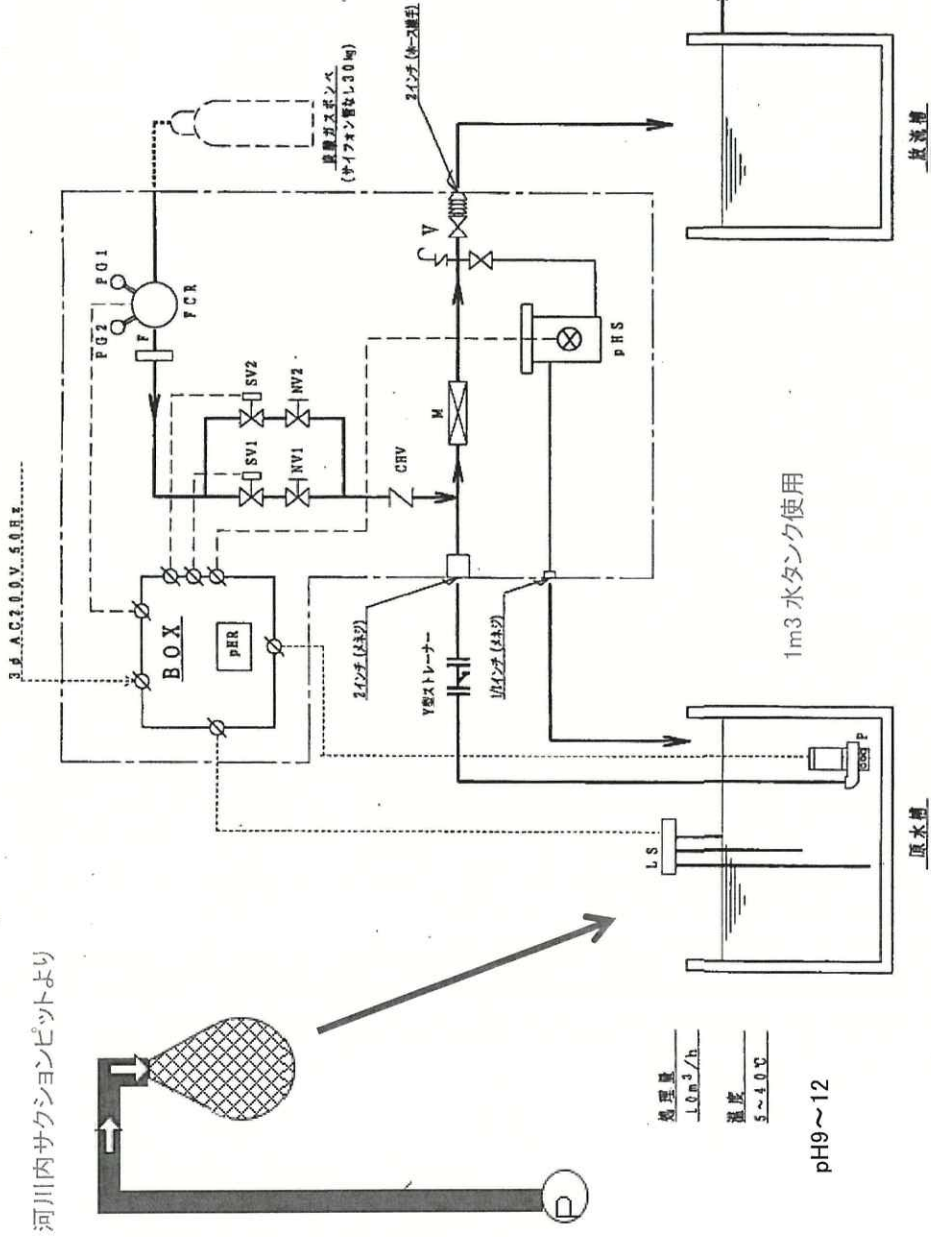 河川内サクションピットより
P
処理量
10m³/h
温度
5～40℃
pH9～12
3φ AC200V 50Hz
BOX
pHR
PG2
PG1
F
FCR
炭酸ガスボンベ
(サイフォン管なし30kg)
SV1
SV2
NV1
NV2
CHV
2インチ(メネジ)
Y型ストレーナー
1/2インチ(メネジ)
M
V
2インチ(ホース継手)
pHS
LS
P
原水槽
1m3 水タンク使用
放流槽